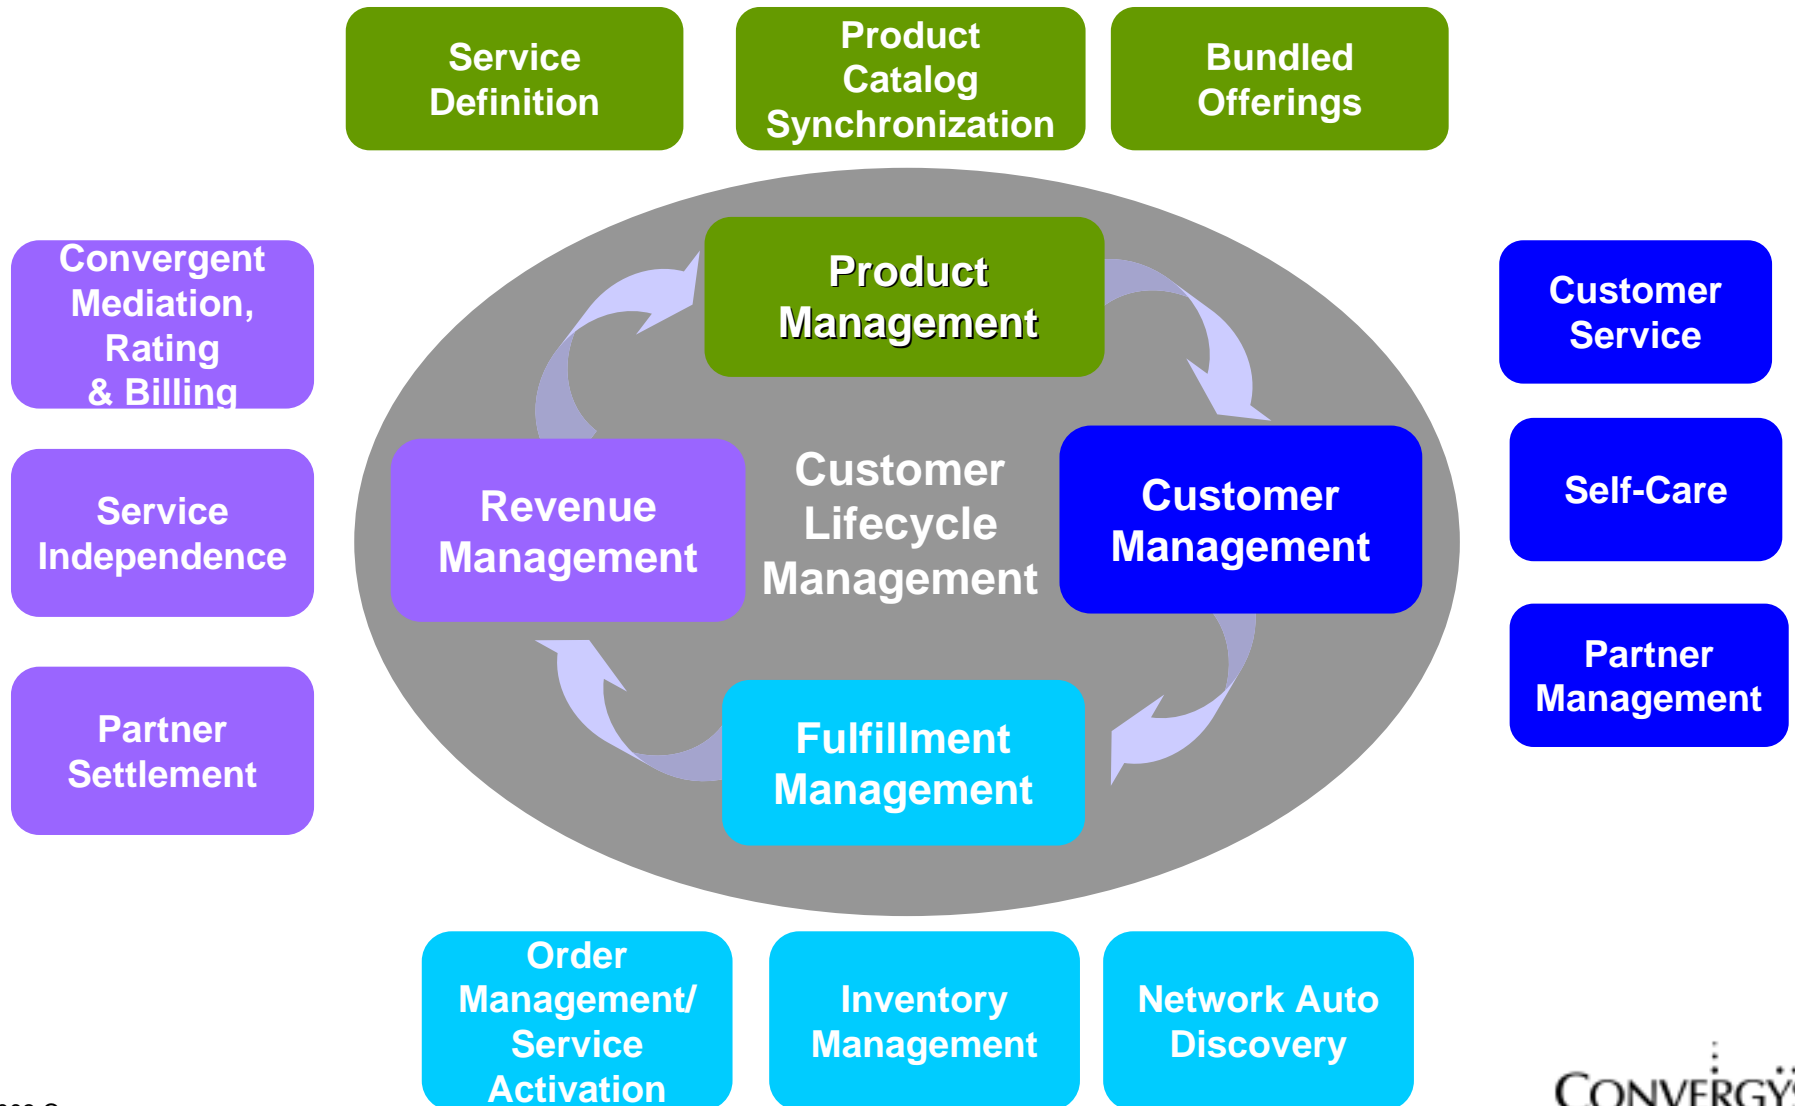 Service
Definition
Product
Catalog
Synchronization
Bundled
Offerings
Convergent
Mediation,
Rating
& Billing
Service
Independence
Partner
Settlement
Product
Management
Revenue
Management
Customer
Lifecycle
Management
Customer
Management
Fulfillment
Management
Customer
Service
Self-Care
Partner
Management
Order
Management/
Service
Activation
Inventory
Management
Network Auto
Discovery
CONVERGYS